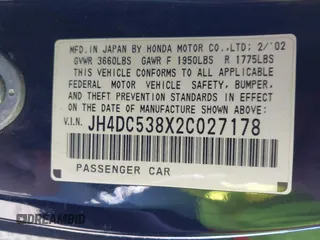 MFD. IN JAPAN BY HONDA MOTOR CO.,LTD: 2/'02
GVWR 3660LBS GAWR F 1950LBS R 1775LBS
THIS VEHICLE CONFORMS TO ALL APPLICABLE
FEDERAL MOTOR VEHICLE SAFETY, BUMPER,
AND THEFT PREVENTION STANDARDS IN EFFECT
ON THE DATE OF MANUFACTURE SHOWN ABOVE.
V.I.N. JH4DC538X2C027178
PASSENGER CAR
DREAMBID